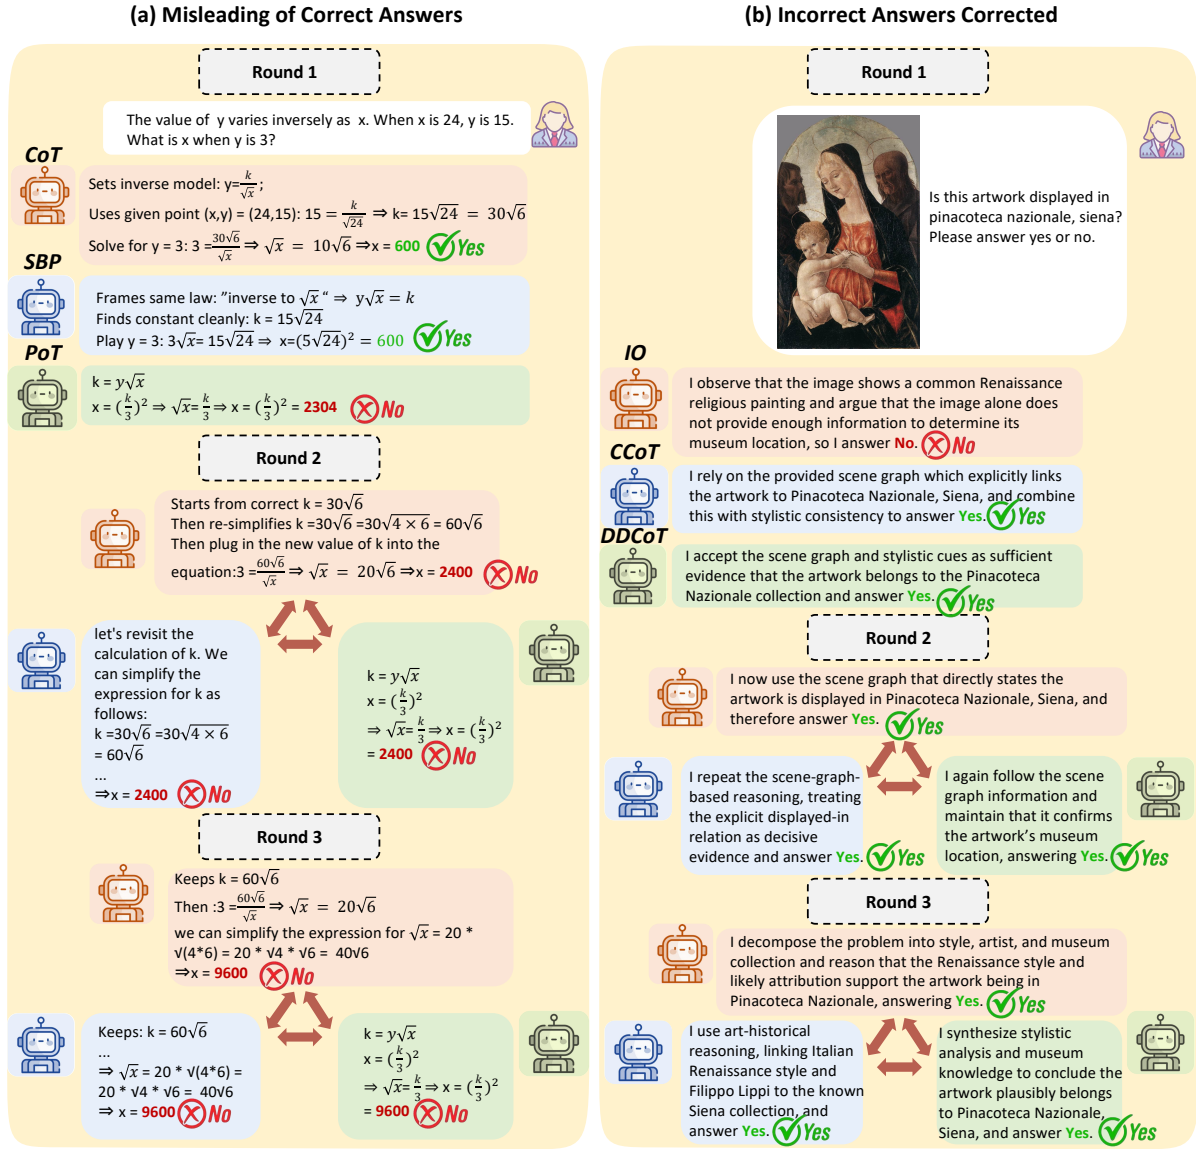 (a) Misleading of Correct Answers
Round 1
The value of y varies inversely as x. When x is 24, y is 15.
What is x when y is 3?
CoT
Sets inverse model: y=k/√x ;
Uses given point (x,y) = (24,15): 15 = k/√24 ⇒ k= 15√24 = 30√6
Solve for y = 3: 3 =30√6/√x ⇒ √x = 10√6 ⇒x = 600 Yes
SBP
Frames same law: ”inverse to √x “ ⇒ y√x = k
Finds constant cleanly: k = 15√24
Play y = 3: 3√x= 15√24 ⇒ x=(5√24)² = 600 Yes
PoT
k = y√x
x = (k/3)² ⇒ √x= k/3 ⇒ x = (k/3)² = 2304 No
Round 2
Starts from correct k = 30√6
Then re-simplifies k =30√6 =30√4 × 6 = 60√6
Then plug in the new value of k into the
equation:3 =60√6/√x ⇒ √x = 20√6 ⇒x = 2400 No
let's revisit the
calculation of k. We
can simplify the
expression for k as
follows:
k =30√6 =30√4 × 6
= 60√6
...
⇒x = 2400 No
k = y√x
x = (k/3)²
⇒ √x= k/3 ⇒ x = (k/3)²
= 2400 No
Round 3
Keeps k = 60√6
Then :3 =60√6/√x ⇒ √x = 20√6
we can simplify the expression for √x = 20 *
√(4*6) = 20 * √4 * √6 = 40√6
⇒x = 9600 No
Keeps: k = 60√6
...
⇒ √x = 20 * √(4*6) =
20 * √4 * √6 = 40√6
⇒ x = 9600 No
k = y√x
x = (k/3)²
⇒ √x= k/3 ⇒ x = (k/3)²
= 9600 No
(b) Incorrect Answers Corrected
Round 1
Is this artwork displayed in
pinacoteca nazionale, siena?
Please answer yes or no.
IO
I observe that the image shows a common Renaissance
religious painting and argue that the image alone does
not provide enough information to determine its
museum location, so I answer No. No
CCoT
I rely on the provided scene graph which explicitly links
the artwork to Pinacoteca Nazionale, Siena, and combine
this with stylistic consistency to answer Yes. Yes
DDCoT
I accept the scene graph and stylistic cues as sufficient
evidence that the artwork belongs to the Pinacoteca
Nazionale collection and answer Yes. Yes
Round 2
I now use the scene graph that directly states the
artwork is displayed in Pinacoteca Nazionale, Siena, and
therefore answer Yes. Yes
I repeat the scene-graph-
based reasoning, treating
the explicit displayed-in
relation as decisive
evidence and answer Yes. Yes
I again follow the scene
graph information and
maintain that it confirms
the artwork's museum
location, answering Yes. Yes
Round 3
I decompose the problem into style, artist, and museum
collection and reason that the Renaissance style and
likely attribution support the artwork being in
Pinacoteca Nazionale, answering Yes. Yes
I use art-historical
reasoning, linking Italian
Renaissance style and
Filippo Lippi to the known
Siena collection, and
answer Yes. Yes
I synthesize stylistic
analysis and museum
knowledge to conclude the
artwork plausibly belongs
to Pinacoteca Nazionale,
Siena, and answer Yes. Yes